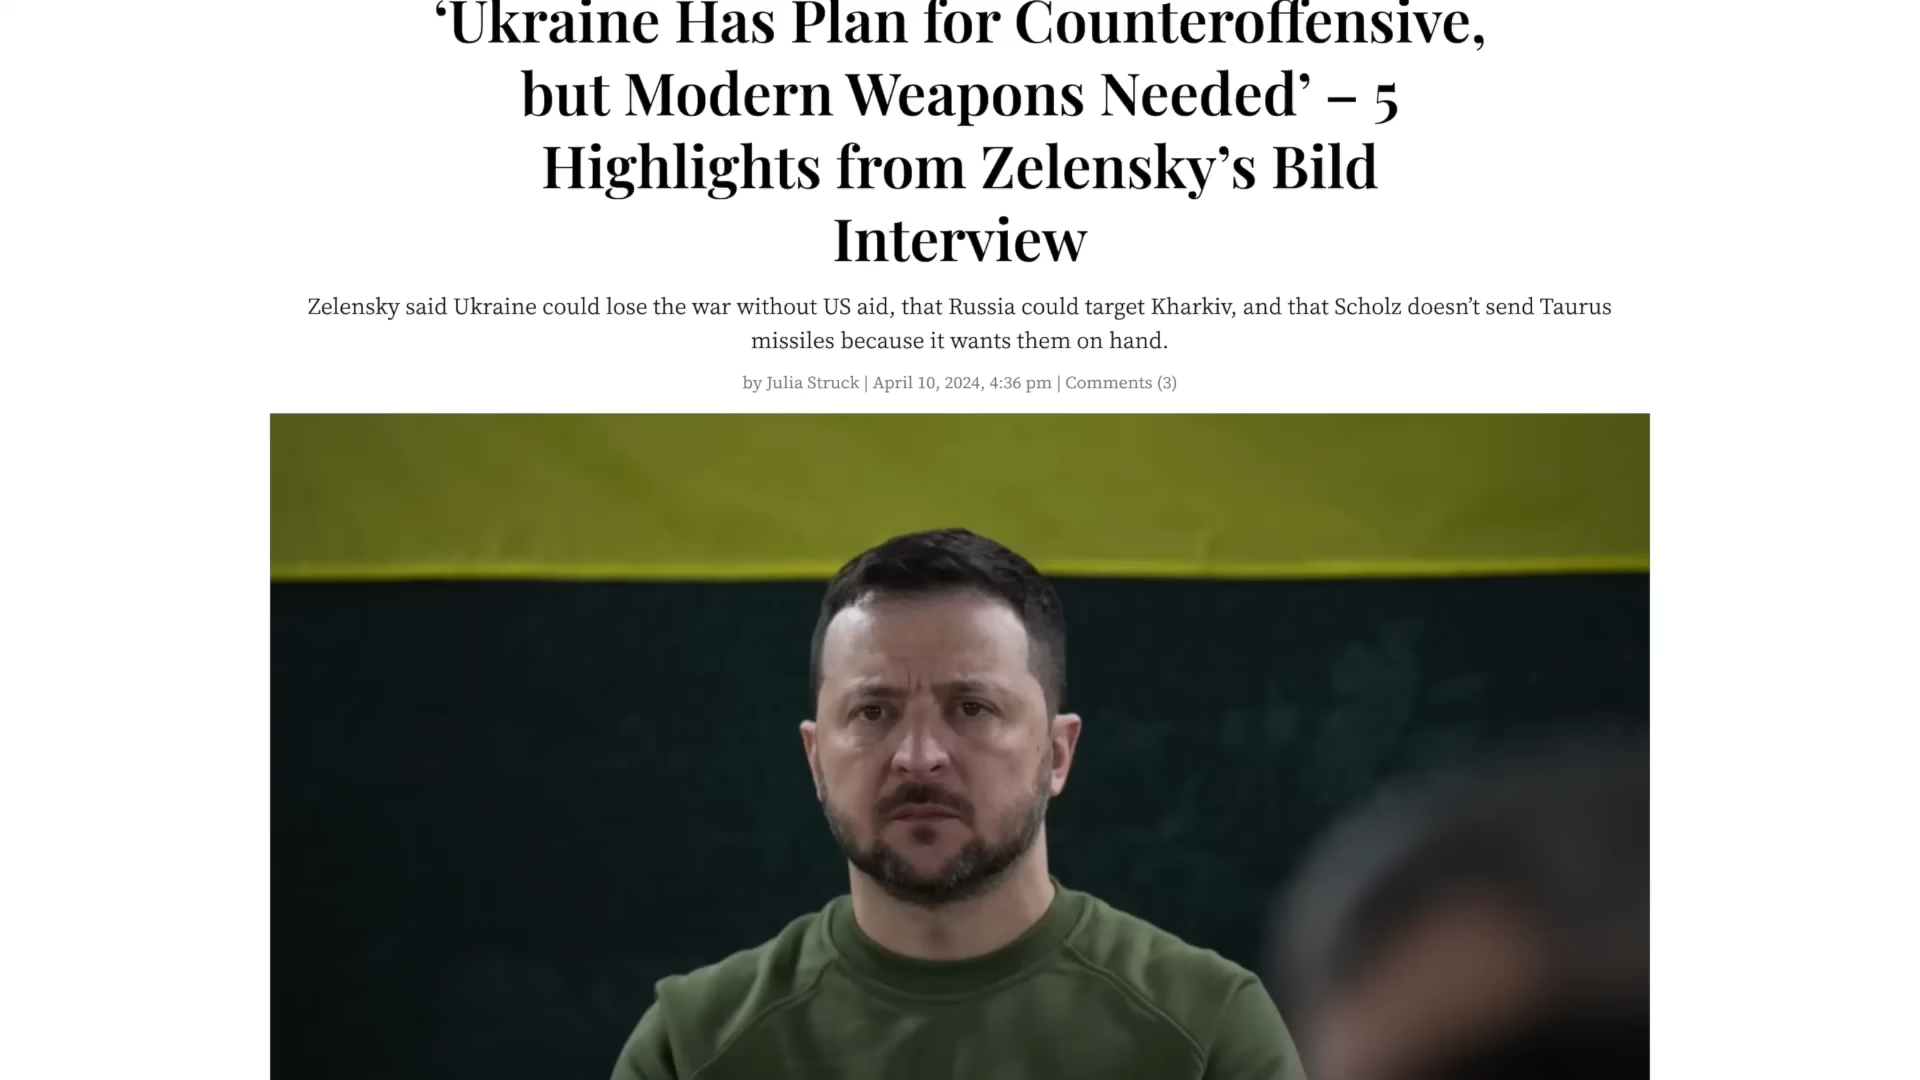 ‘Ukraine Has Plan for Counteroffensive,
but Modern Weapons Needed’ – 5
Highlights from Zelensky’s Bild
Interview
Zelensky said Ukraine could lose the war without US aid, that Russia could target Kharkiv, and that Scholz doesn’t send Taurus
missiles because it wants them on hand.
by Julia Struck | April 10, 2024, 4:36 pm | Comments (3)